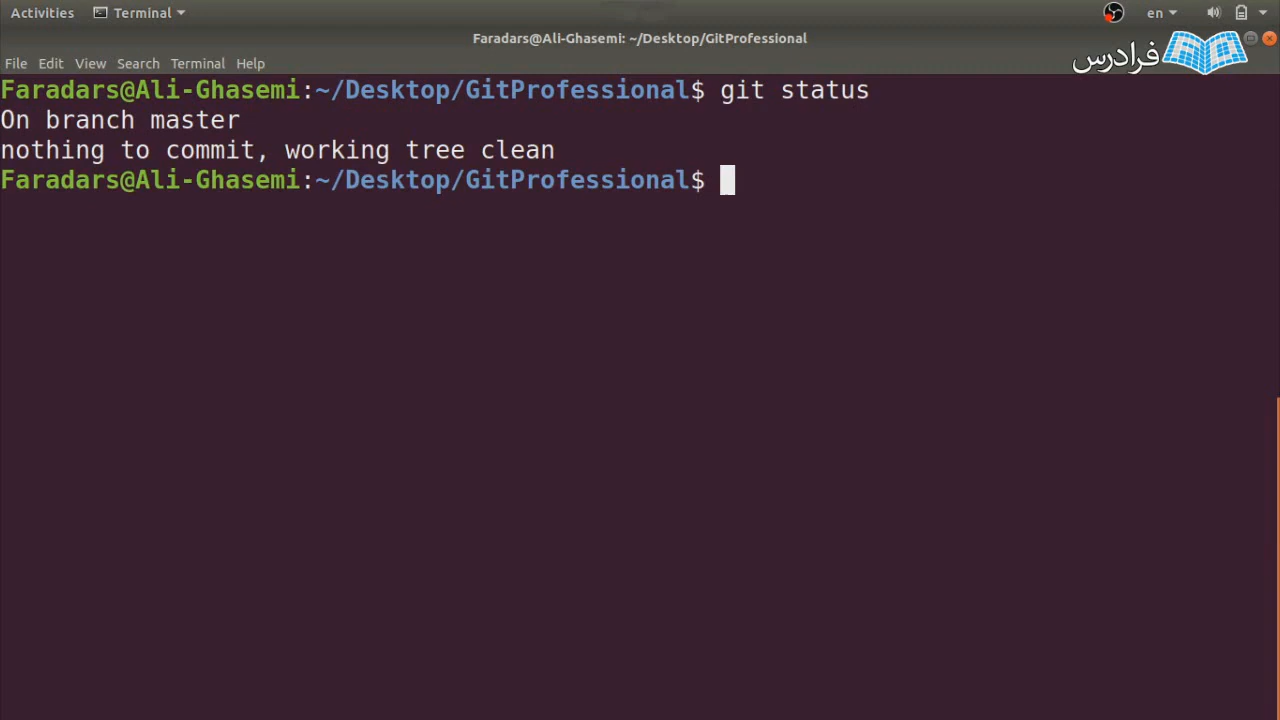 Activities Terminal en
Faradars@Ali-Ghasemi: ~/Desktop/GitProfessional
فرادرس
File Edit View Search Terminal Help
Faradars@Ali-Ghasemi:~/Desktop/GitProfessional$ git status
On branch master
nothing to commit, working tree clean
Faradars@Ali-Ghasemi:~/Desktop/GitProfessional$